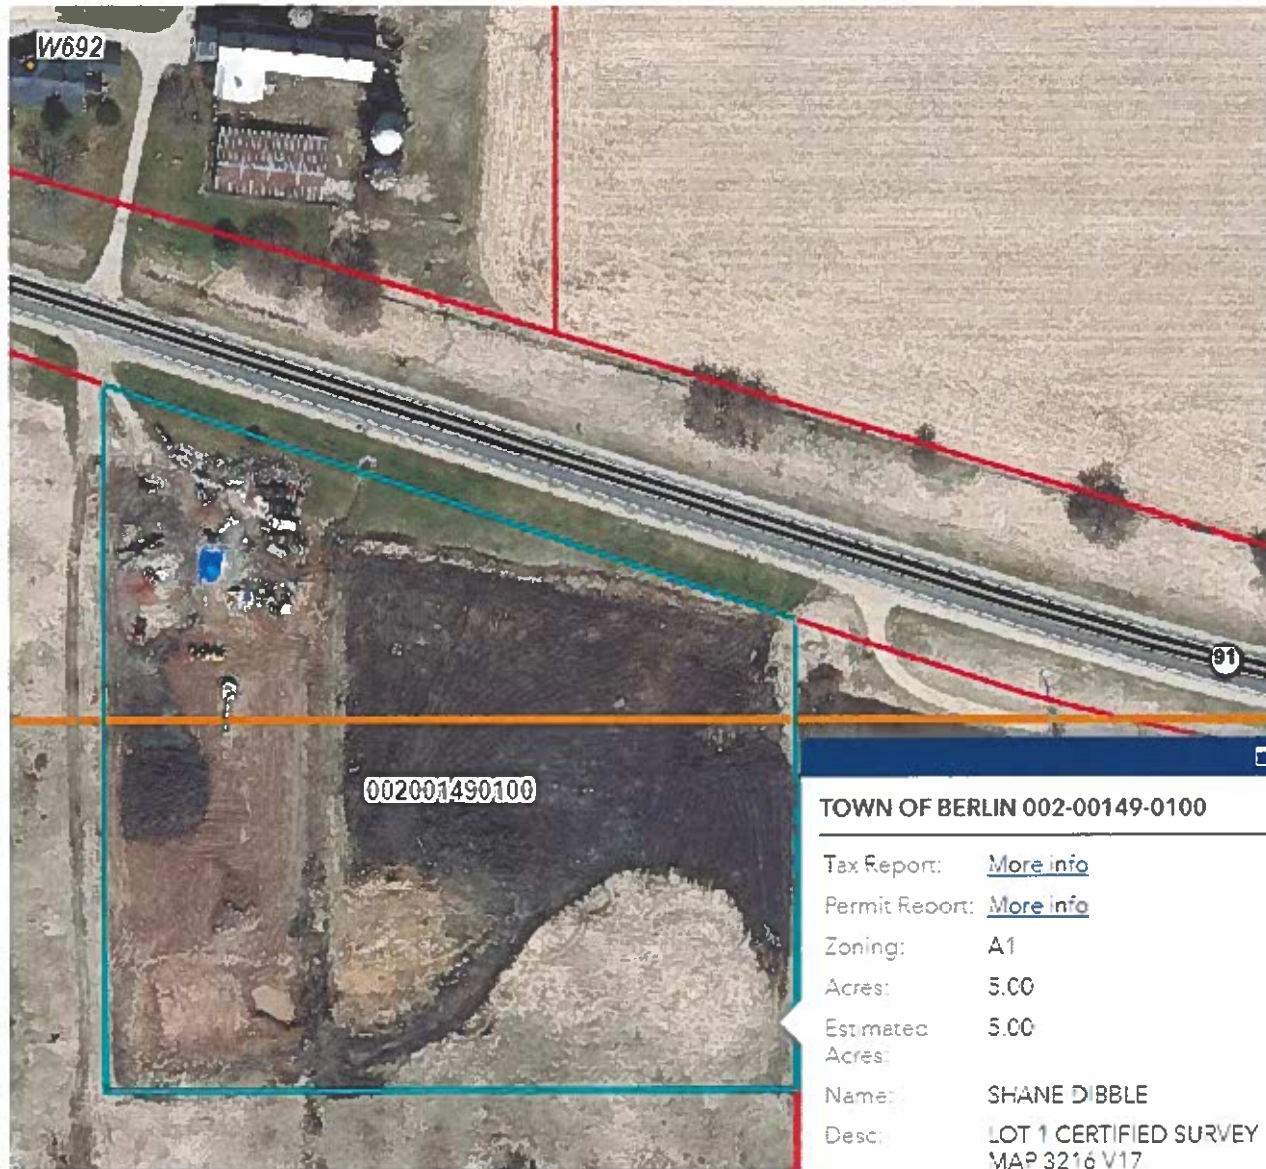 W692
91
002001490100
TOWN OF BERLIN 002-00149-0100
Tax Report: More info
Permit Report: More info
Zoning: A1
Acres: 5.00
Estimated 5.00
Acres:
Name: SHANE DIBBLE
Desc: LOT 1 CERTIFIED SURVEY
MAP 3216 V17